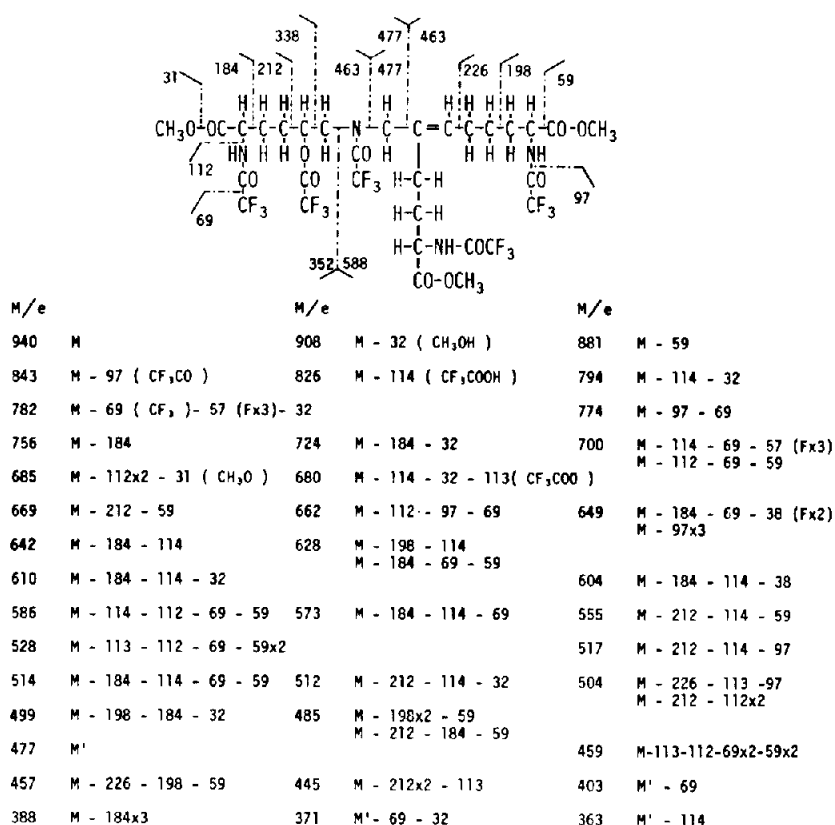 338 477 463
184 212 463 477 226 198 59
31
H H H H H H H H H H H H
CH₃O-OC-C-C-C-C-C-N-C-C=C-C-C-C-C-CO-OCH₃
HN H H O H CO H H H H NH
112 CO CO CF₃ H-C-H CO
69 CF₃ CF₃ H-C-H CF₃ 97
H-C-NH-COCF₃
352 588 CO-OCH₃
M/e M/e M/e
940 M 908 M - 32 ( CH₃OH ) 881 M - 59
843 M - 97 ( CF₃CO ) 826 M - 114 ( CF₃COOH ) 794 M - 114 - 32
782 M - 69 ( CF₃ )- 57 (Fx3)- 32 774 M - 97 - 69
756 M - 184 724 M - 184 - 32 700 M - 114 - 69 - 57 (Fx3)
M - 112 - 69 - 59
685 M - 112x2 - 31 ( CH₃O ) 680 M - 114 - 32 - 113( CF₃COO )
669 M - 212 - 59 662 M - 112 - 97 - 69 649 M - 184 - 69 - 38 (Fx2)
M - 97x3
642 M - 184 - 114 628 M - 198 - 114
M - 184 - 69 - 59
610 M - 184 - 114 - 32 604 M - 184 - 114 - 38
586 M - 114 - 112 - 69 - 59 573 M - 184 - 114 - 69 555 M - 212 - 114 - 59
528 M - 113 - 112 - 69 - 59x2 517 M - 212 - 114 - 97
514 M - 184 - 114 - 69 - 59 512 M - 212 - 114 - 32 504 M - 226 - 113 -97
M - 212 - 112x2
499 M - 198 - 184 - 32 485 M - 198x2 - 59
M - 212 - 184 - 59
477 M' 459 M-113-112-69x2-59x2
457 M - 226 - 198 - 59 445 M - 212x2 - 113 403 M' - 69
388 M - 184x3 371 M'- 69 - 32 363 M' - 114